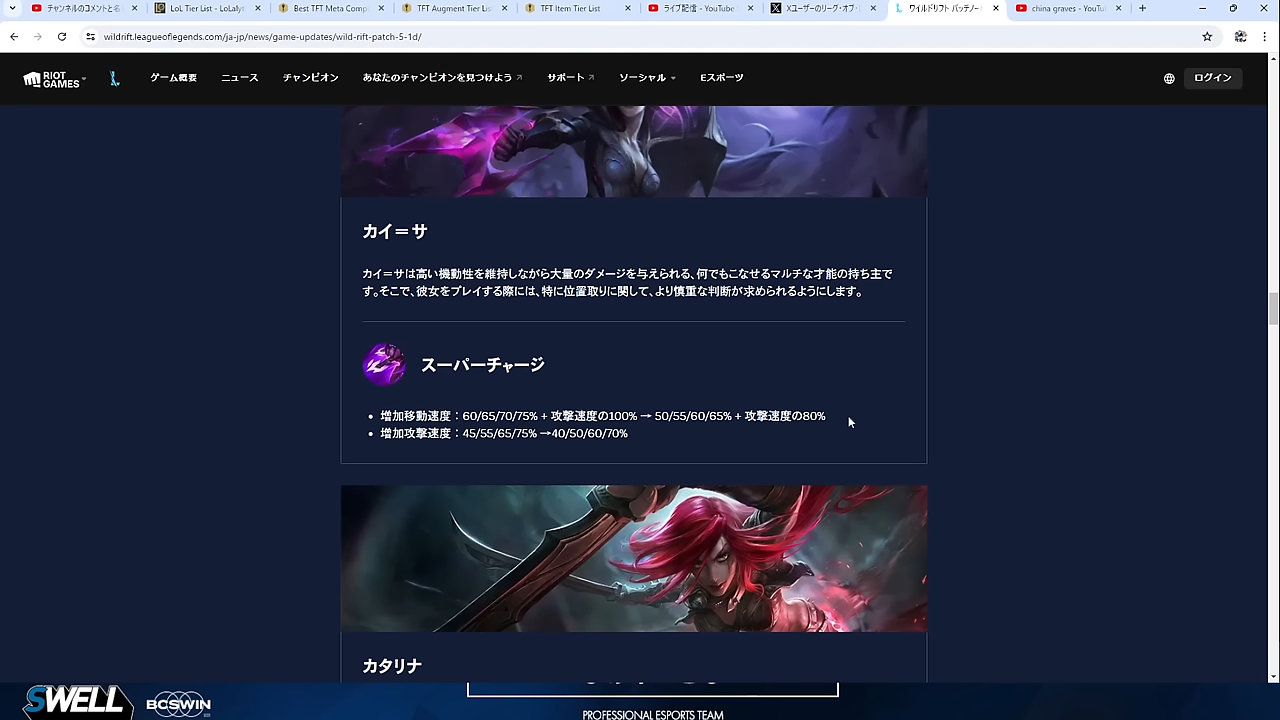 チャンネルのコメントと名
LoL Tier List - LoLalyt
Best TFT Meta Comp
TFT Augment Tier Lis
TFT Item Tier List
ライブ配信 - YouTube
Xユーザーのリーグ・オブ・
ワイルドリフト パッチノート
china graves - YouTu
wildrift.leagueoflegends.com/ja-jp/news/game-updates/wild-rift-patch-5-1d/
RIOT GAMES
ゲーム概要
ニュース
チャンピオン
あなたのチャンピオンを見つけよう
サポート
ソーシャル
Eスポーツ
ログイン
カイ＝サ
カイ＝サは高い機動性を維持しながら大量のダメージを与えられる、何でもこなせるマルチな才能の持ち主で
す。そこで、彼女をプレイする際には、特に位置取りに関して、より慎重な判断が求められるようにします。
スーパーチャージ
• 増加移動速度：60/65/70/75% + 攻撃速度の100% → 50/55/60/65% + 攻撃速度の80%
• 増加攻撃速度：45/55/65/75% →40/50/60/70%
カタリナ
SWELL
BCSWIN
PROFESSIONAL ESPORTS TEAM